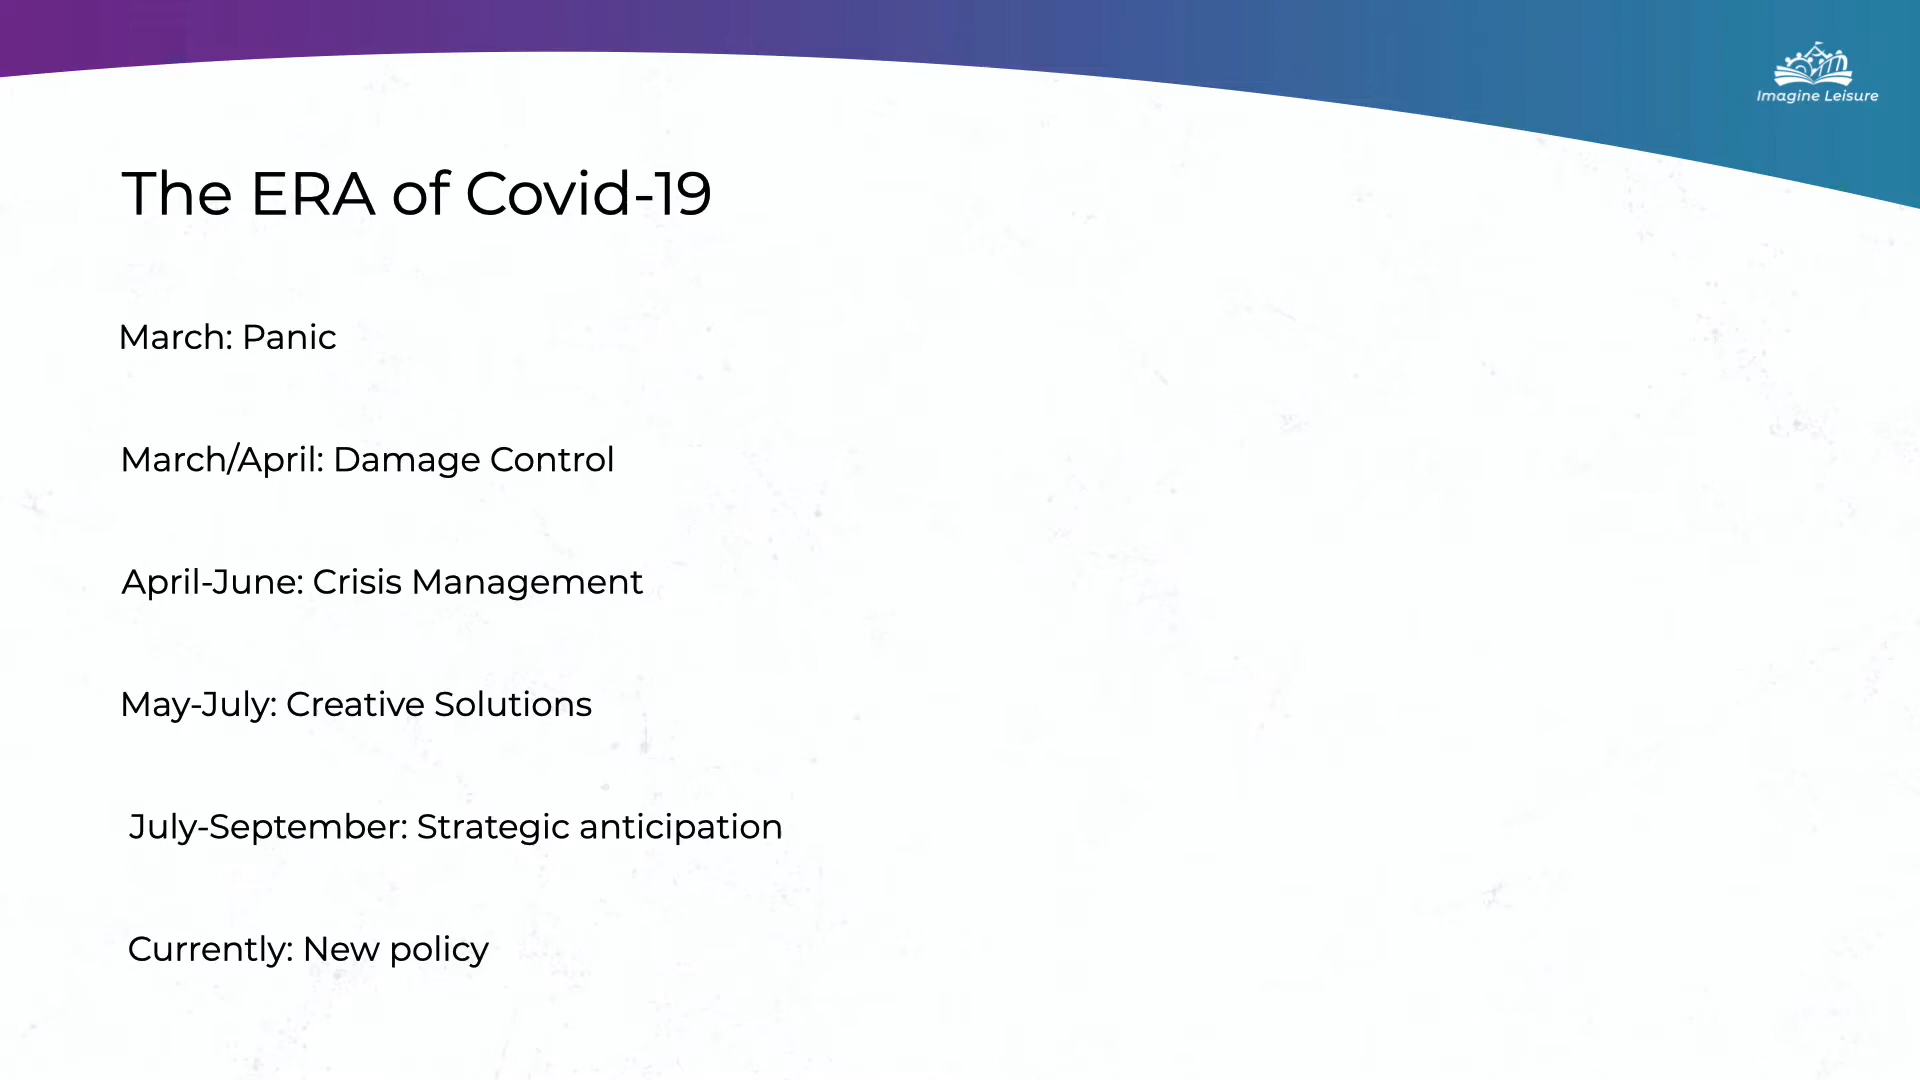 Imagine Leisure
The ERA of Covid-19
March: Panic
March/April: Damage Control
April-June: Crisis Management
May-July: Creative Solutions
July-September: Strategic anticipation
Currently: New policy